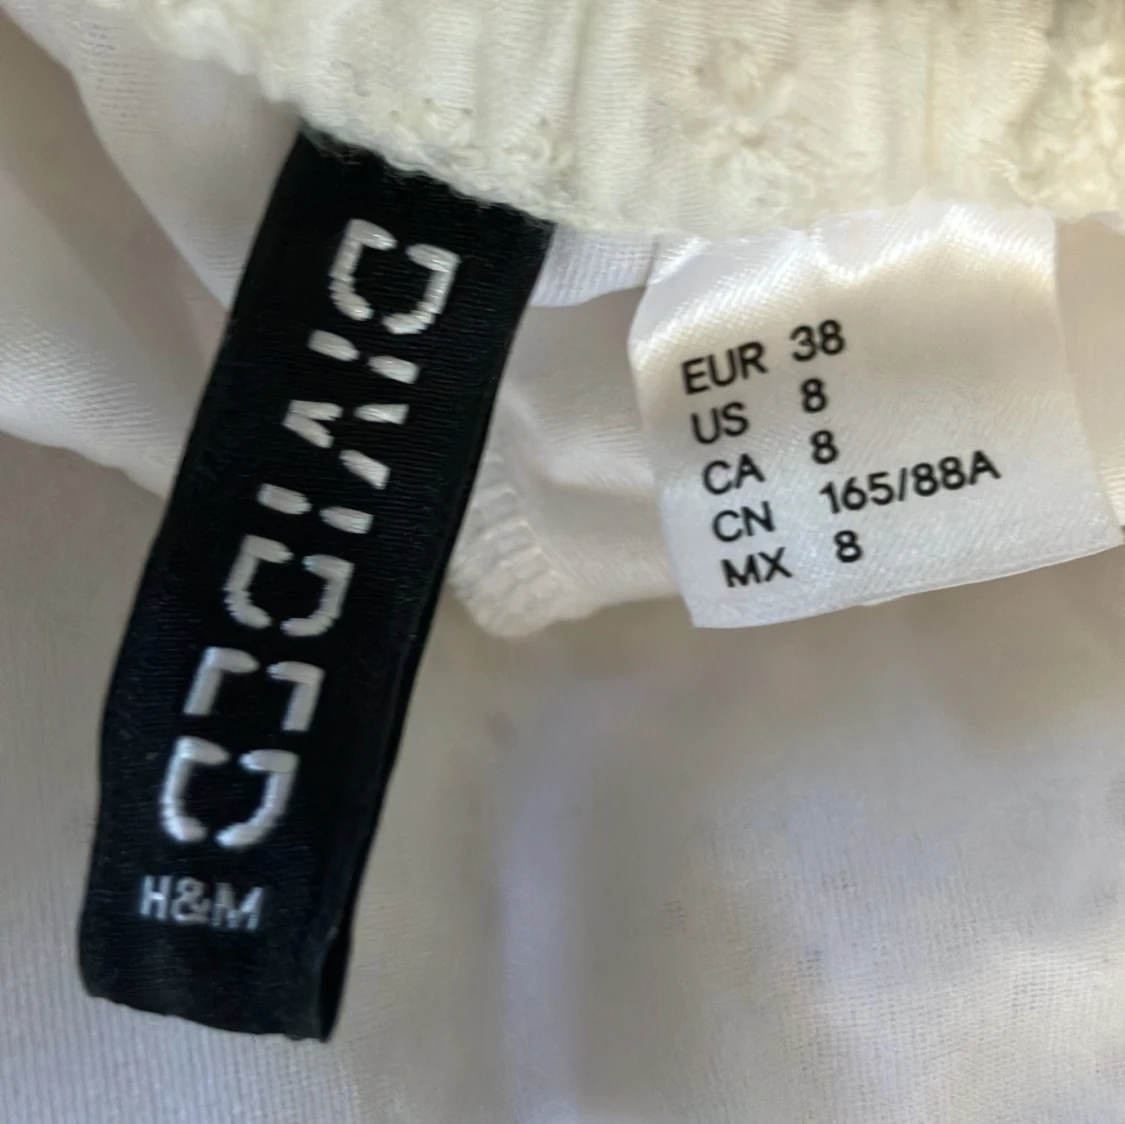 DIVIDED
H&M
EUR 38
US 8
CA 8
CN 165/88A
MX 8